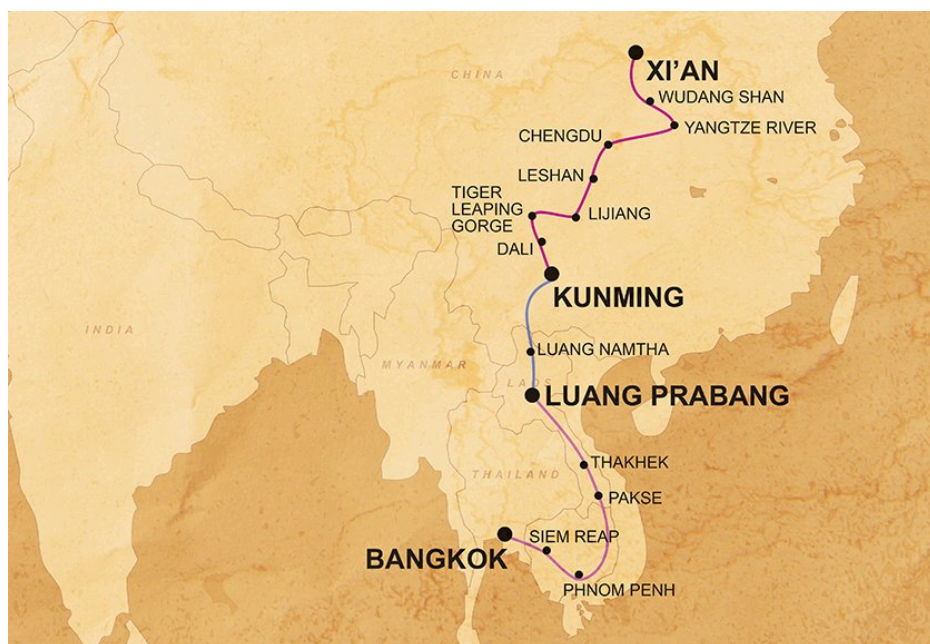 CHINA
XI'AN
WUDANG SHAN
YANGTZE RIVER
CHENGDU
LESHAN
TIGER
LEAPING
GORGE
LIJIANG
DALI
KUNMING
INDIA
MYANMAR
LUANG NAMTHA
LAOS
LUANG PRABANG
THAKHEK
THAILAND
PAKSE
SIEM REAP
BANGKOK
PHNOM PENH